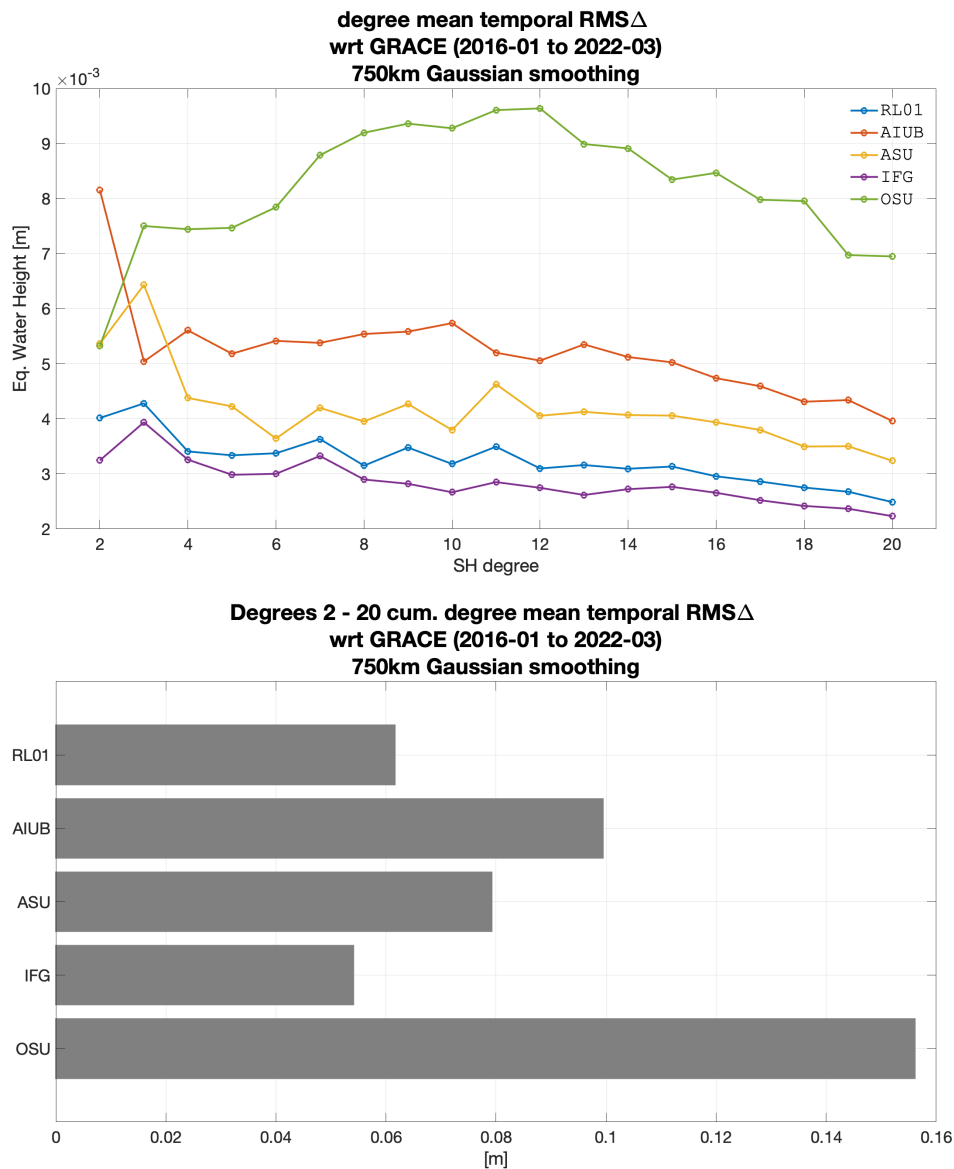 degree mean temporal RMSΔ
wrt GRACE (2016-01 to 2022-03)
750km Gaussian smoothing
×10-3
10
9
8
7
6
5
4
3
2
Eq. Water Height [m]
RL01
AIUB
ASU
IFG
OSU
2 4 6 8 10 12 14 16 18 20
SH degree
Degrees 2 - 20 cum. degree mean temporal RMSΔ
wrt GRACE (2016-01 to 2022-03)
750km Gaussian smoothing
RL01
AIUB
ASU
IFG
OSU
0 0.02 0.04 0.06 0.08 0.1 0.12 0.14 0.16
[m]